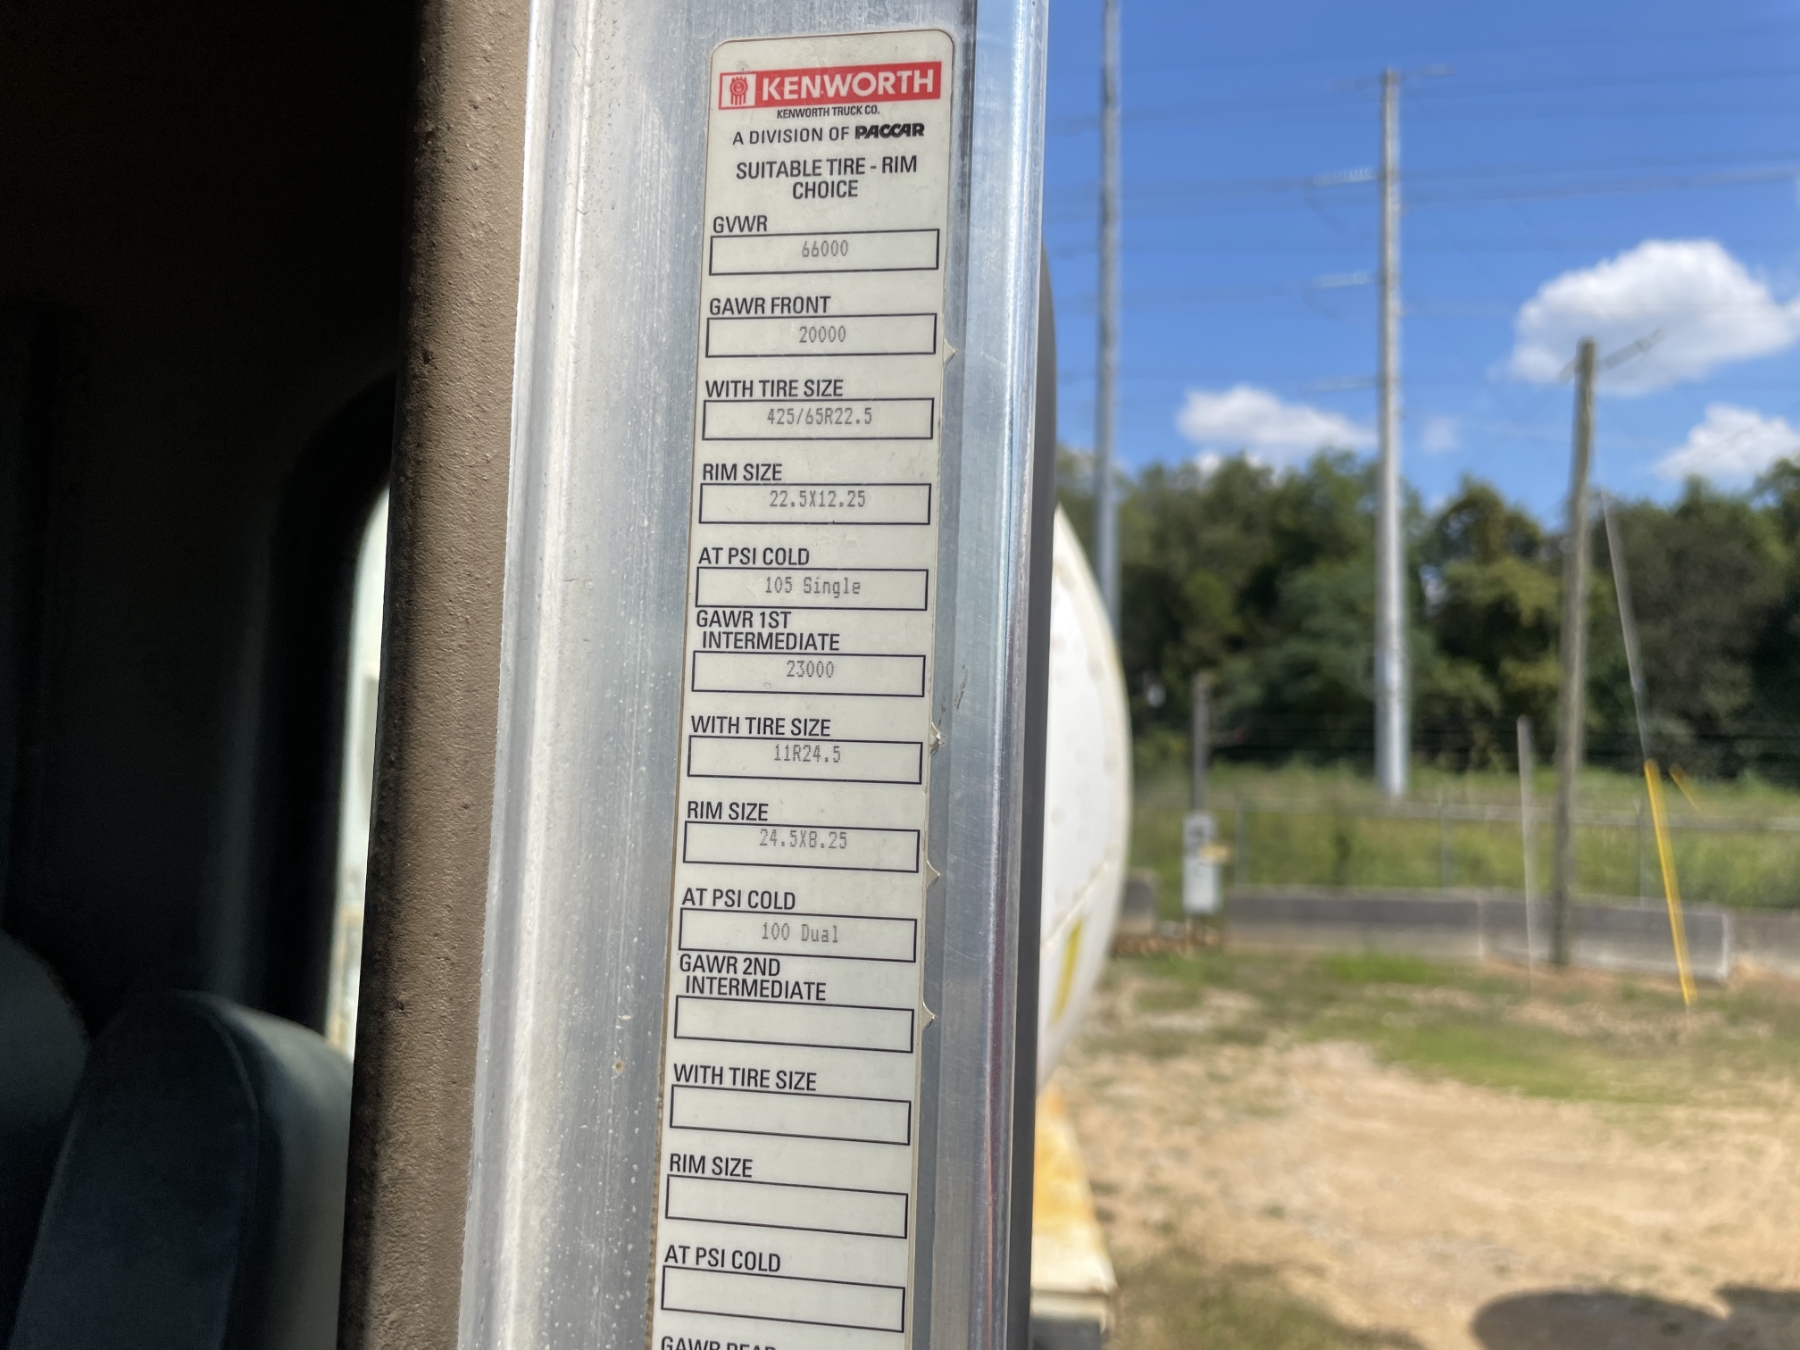 KENWORTH
KENWORTH TRUCK CO.
A DIVISION OF PACCAR
SUITABLE TIRE - RIM
CHOICE
GVWR
66000
GAWR FRONT
20000
WITH TIRE SIZE
425/65R22.5
RIM SIZE
22.5X12.25
AT PSI COLD
105 Single
GAWR 1ST
INTERMEDIATE
23000
WITH TIRE SIZE
11R24.5
RIM SIZE
24.5X8.25
AT PSI COLD
100 Dual
GAWR 2ND
INTERMEDIATE
WITH TIRE SIZE
RIM SIZE
AT PSI COLD
GAWR REAR